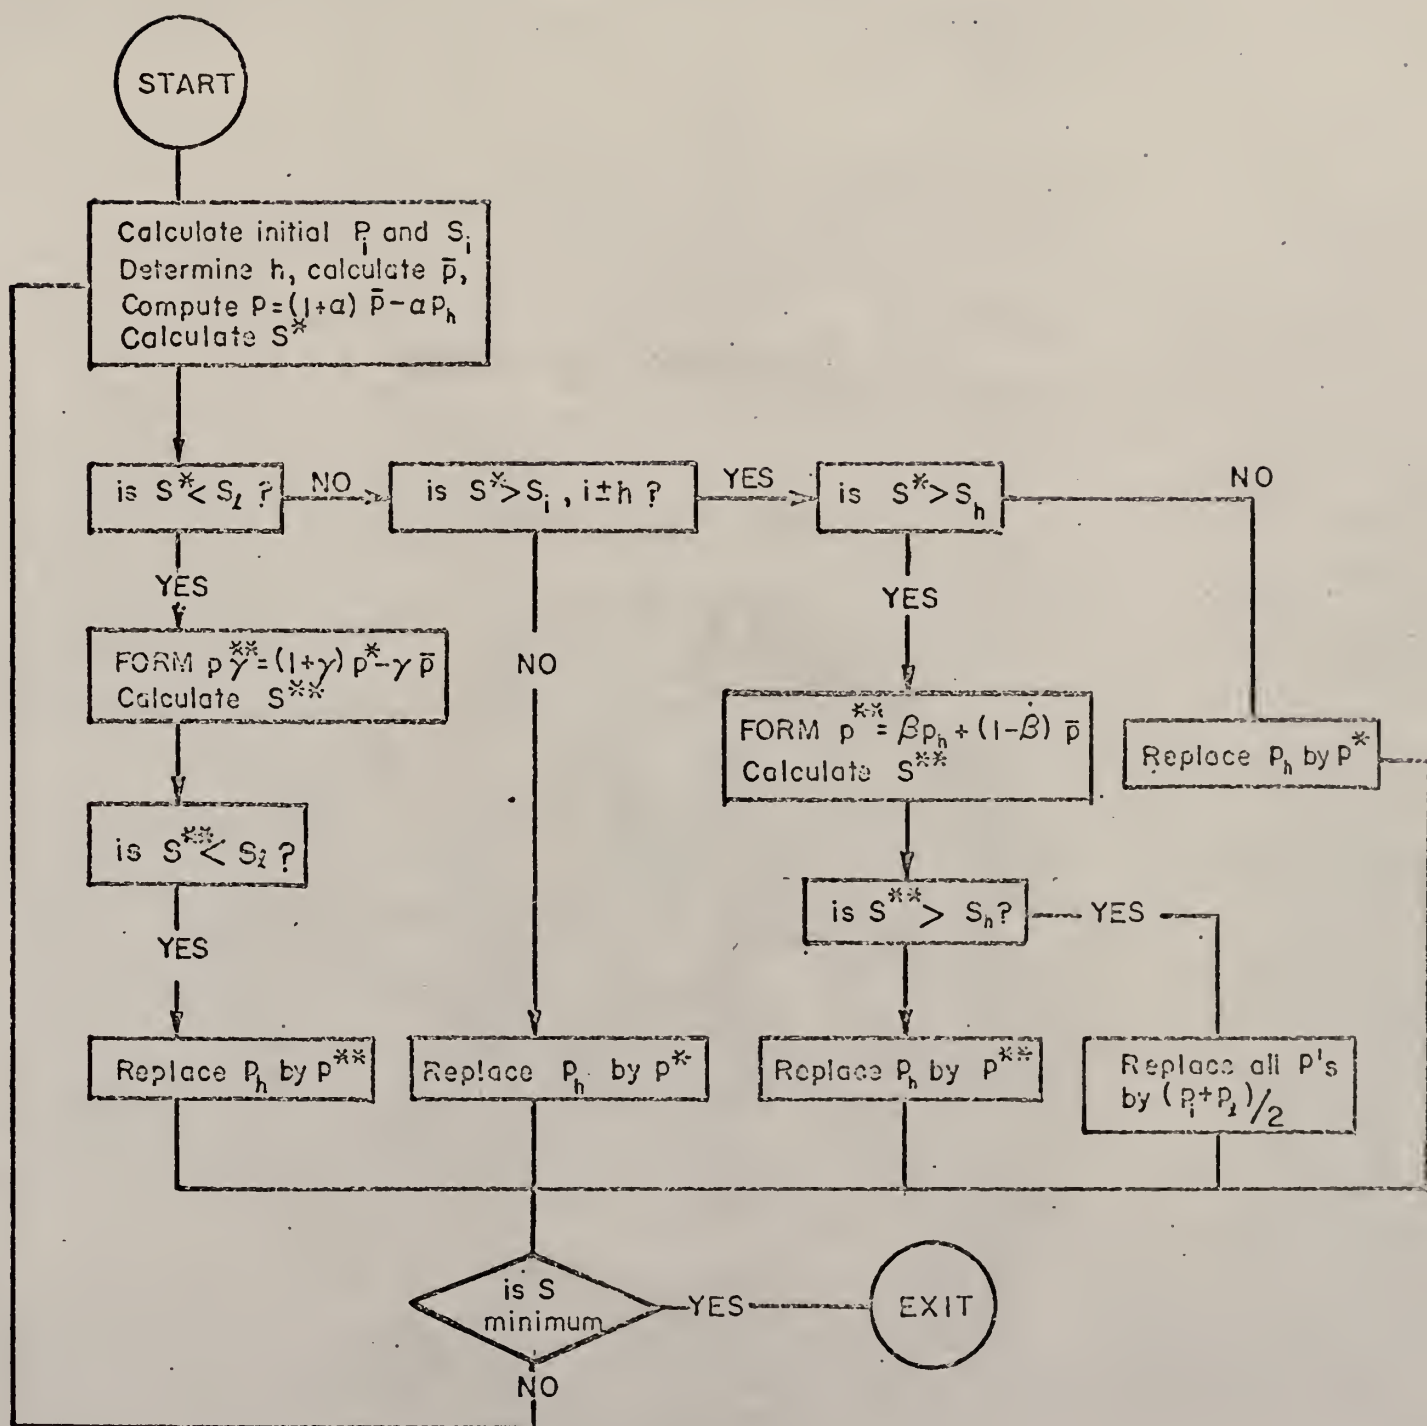 START
Calculate initial P_i and S_i
Determine h, calculate p̄,
Compute P=(1+α) p̄-αp_h
Calculate S*
is S*< S_ℓ ?
NO
is S*>S_i , i±h ?
YES
is S*>S_h
NO
YES
YES
FORM p γ**=(1+γ) p*-γ p̄
Calculate S**
NO
FORM p**= βp_h + (1-β) p̄
Calculate S**
Replace P_h by P*
is S**< S_ℓ ?
is S**> S_h?
YES
YES
Replace P_h by P**
Replace P_h by P*
Replace P_h by P**
Replace all P's
by (P_i+P_ℓ)/2
is S
minimum
YES
EXIT
NO